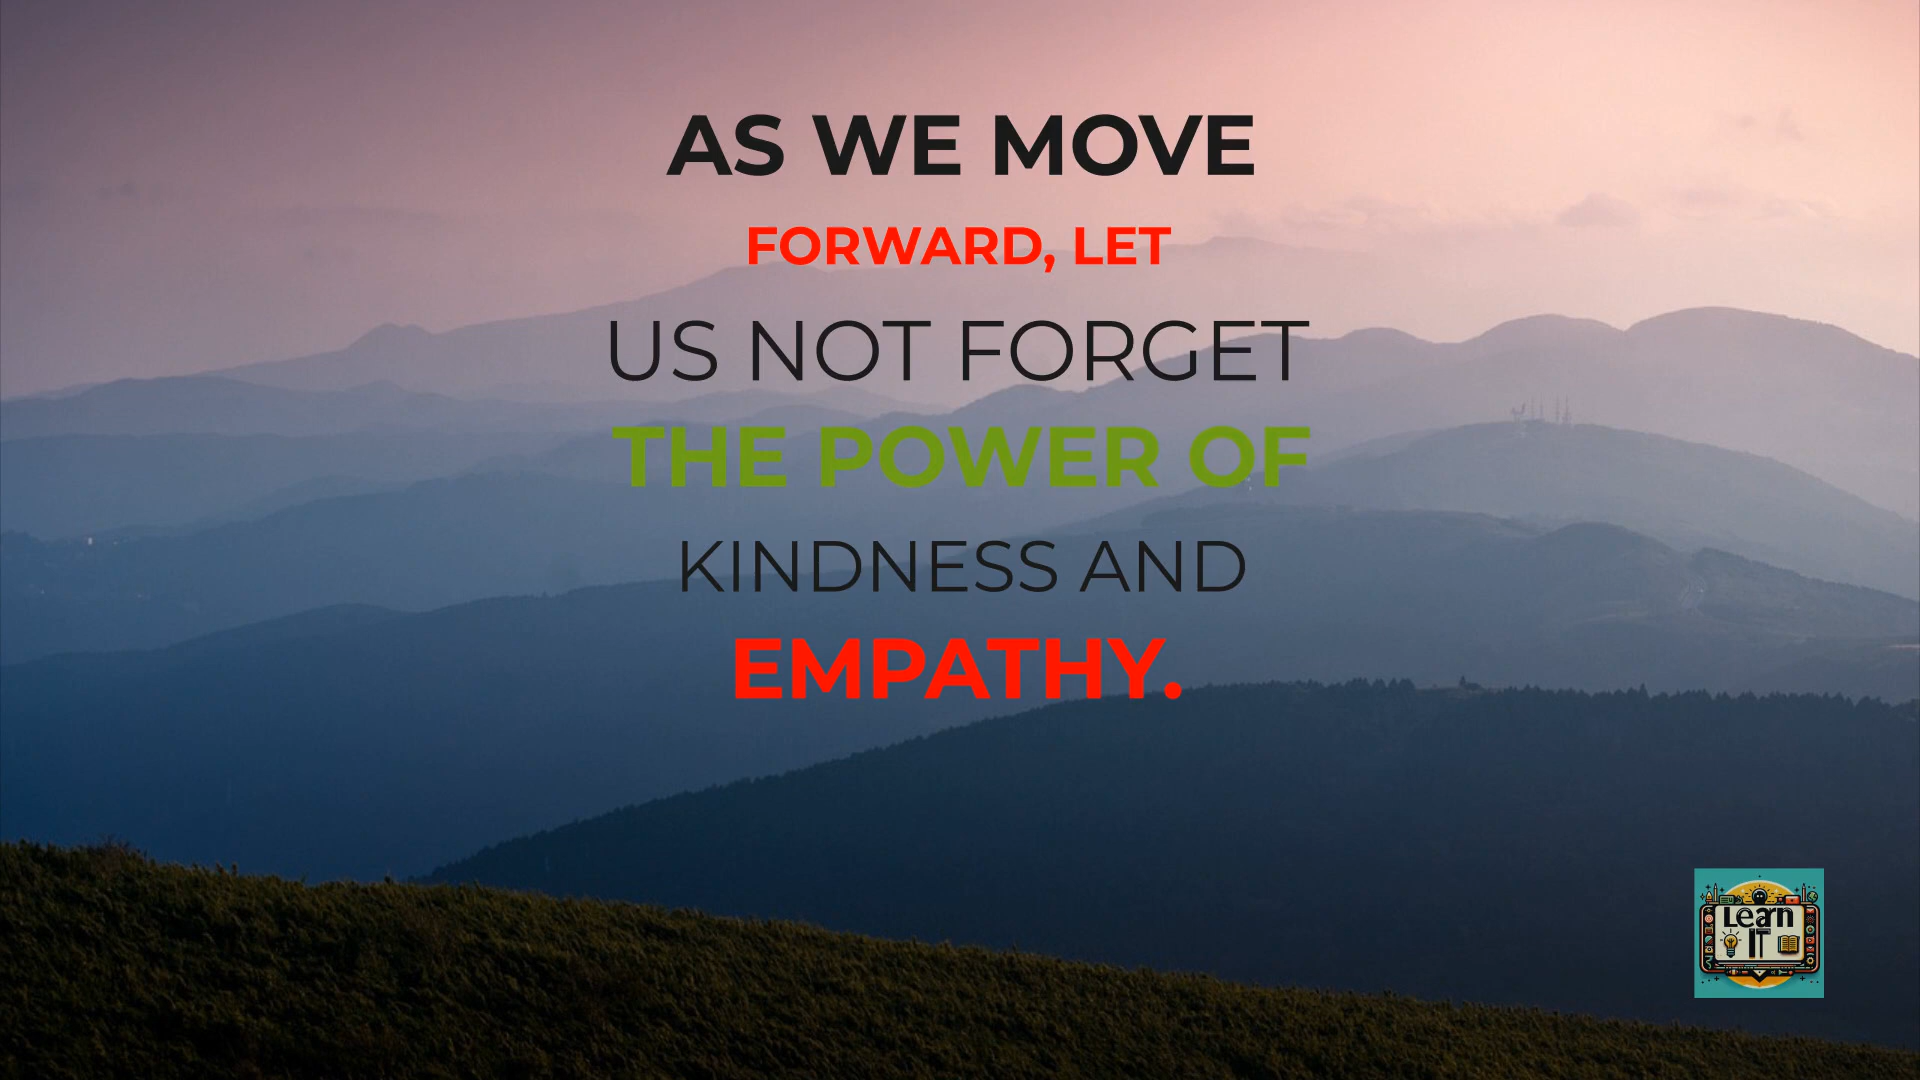 AS WE MOVE
FORWARD, LET
US NOT FORGET
THE POWER OF
KINDNESS AND
EMPATHY.
Learn
IT